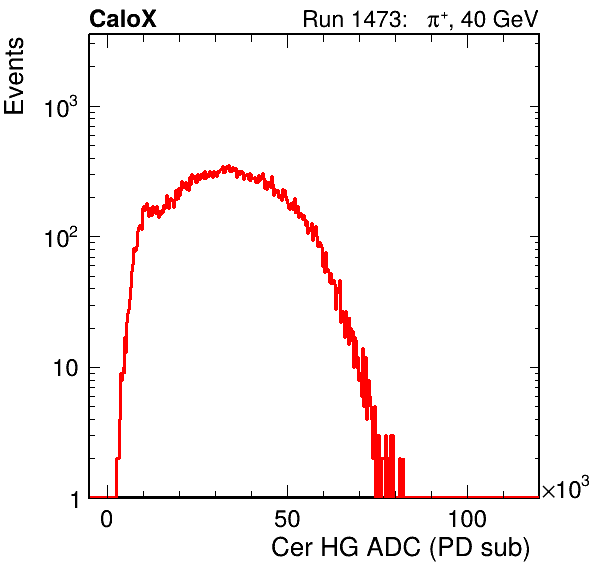 CaloX
Run 1473: π⁺, 40 GeV
Events
10³
10²
10
1
0
50
100
×10³
Cer HG ADC (PD sub)